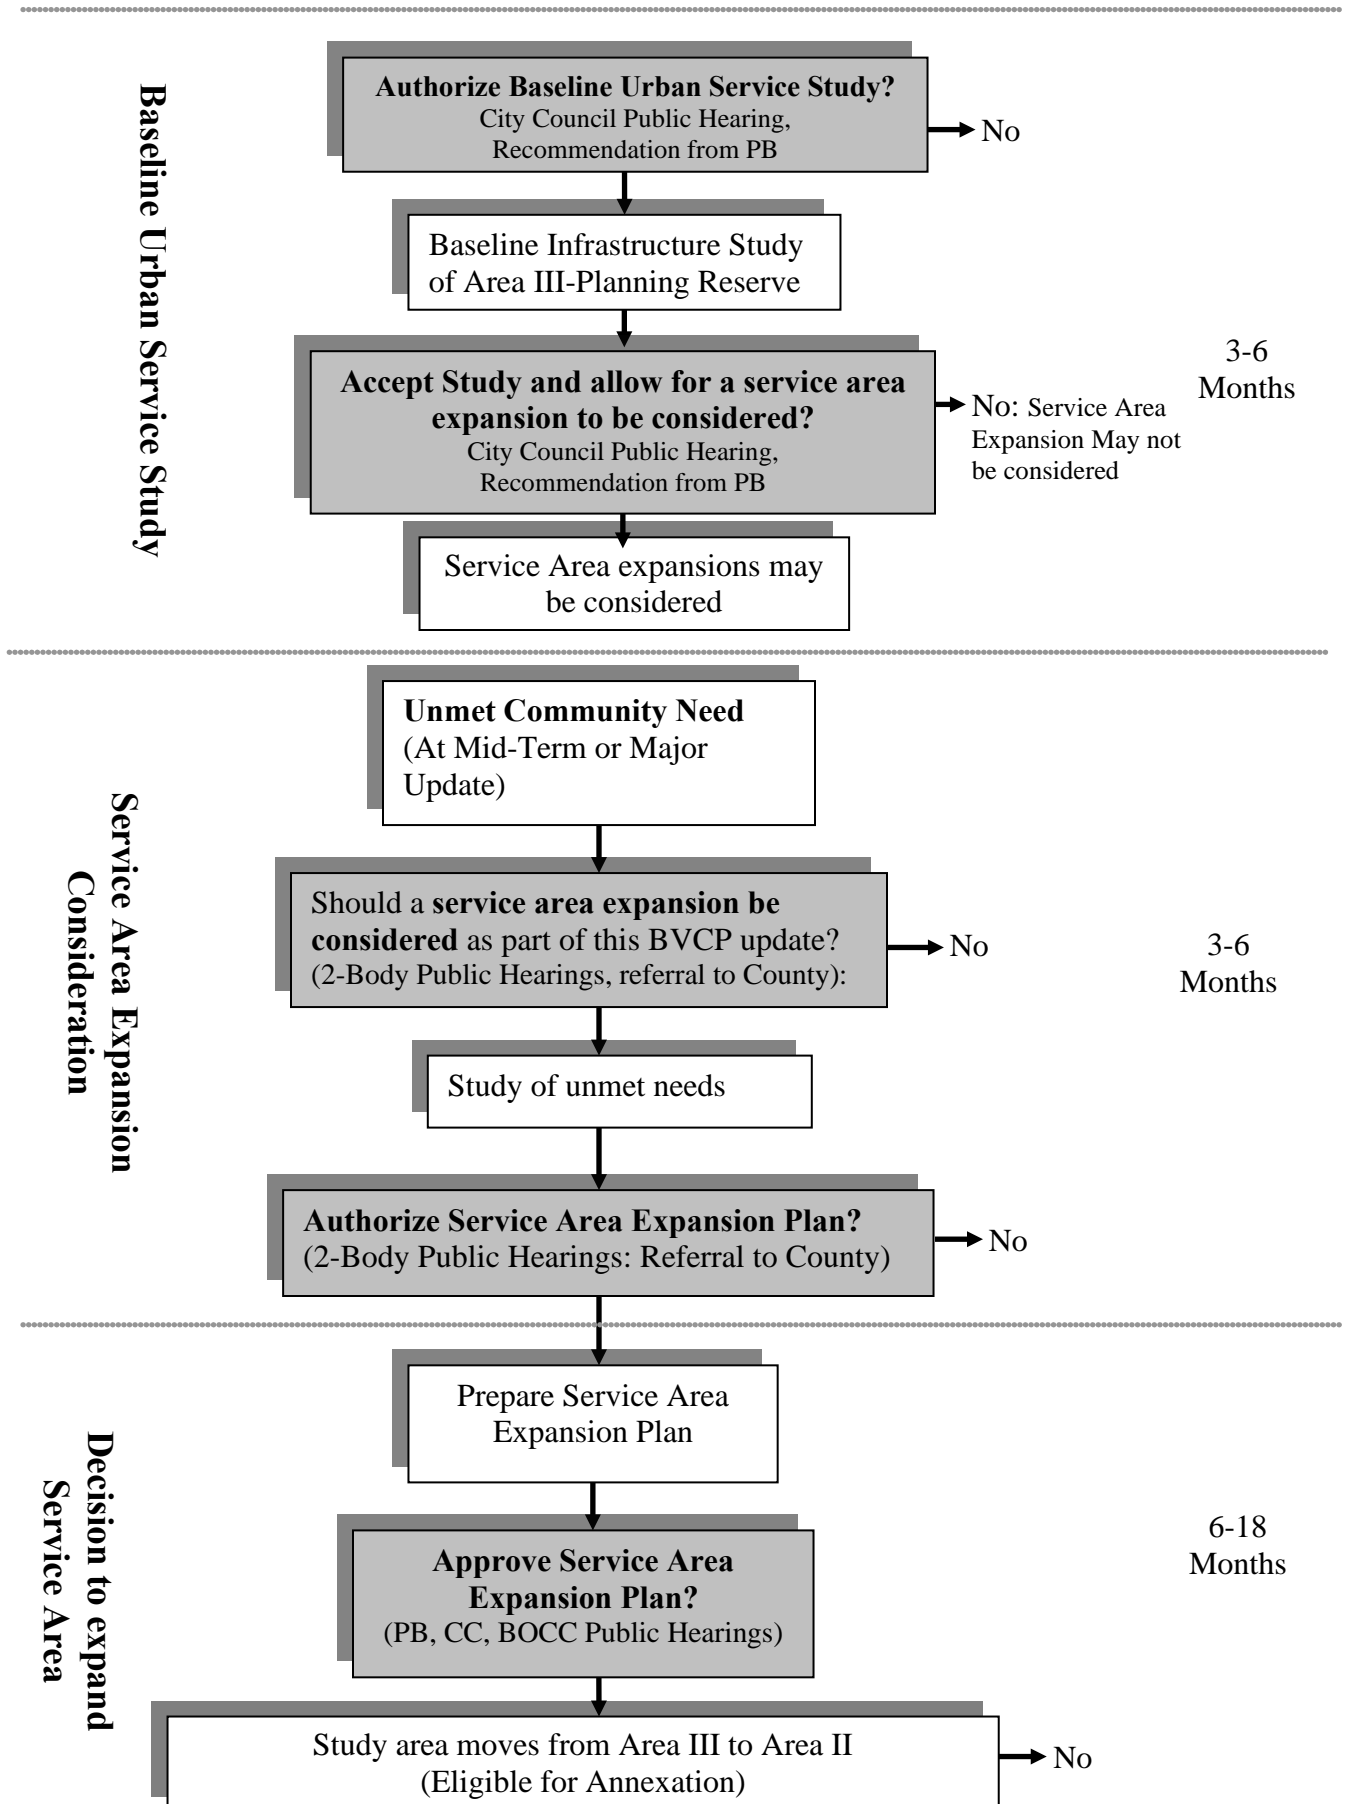 Baseline Urban Service Study
Authorize Baseline Urban Service Study?
City Council Public Hearing,
Recommendation from PB
No
Baseline Infrastructure Study
of Area III-Planning Reserve
Accept Study and allow for a service area
expansion to be considered?
City Council Public Hearing,
Recommendation from PB
No: Service Area
Expansion May not
be considered
3-6
Months
Service Area expansions may
be considered
Service Area Expansion
Consideration
Unmet Community Need
(At Mid-Term or Major
Update)
Should a service area expansion be
considered as part of this BVCP update?
(2-Body Public Hearings, referral to County):
No
3-6
Months
Study of unmet needs
Authorize Service Area Expansion Plan?
(2-Body Public Hearings: Referral to County)
No
Decision to expand
Service Area
Prepare Service Area
Expansion Plan
Approve Service Area
Expansion Plan?
(PB, CC, BOCC Public Hearings)
6-18
Months
Study area moves from Area III to Area II
(Eligible for Annexation)
No